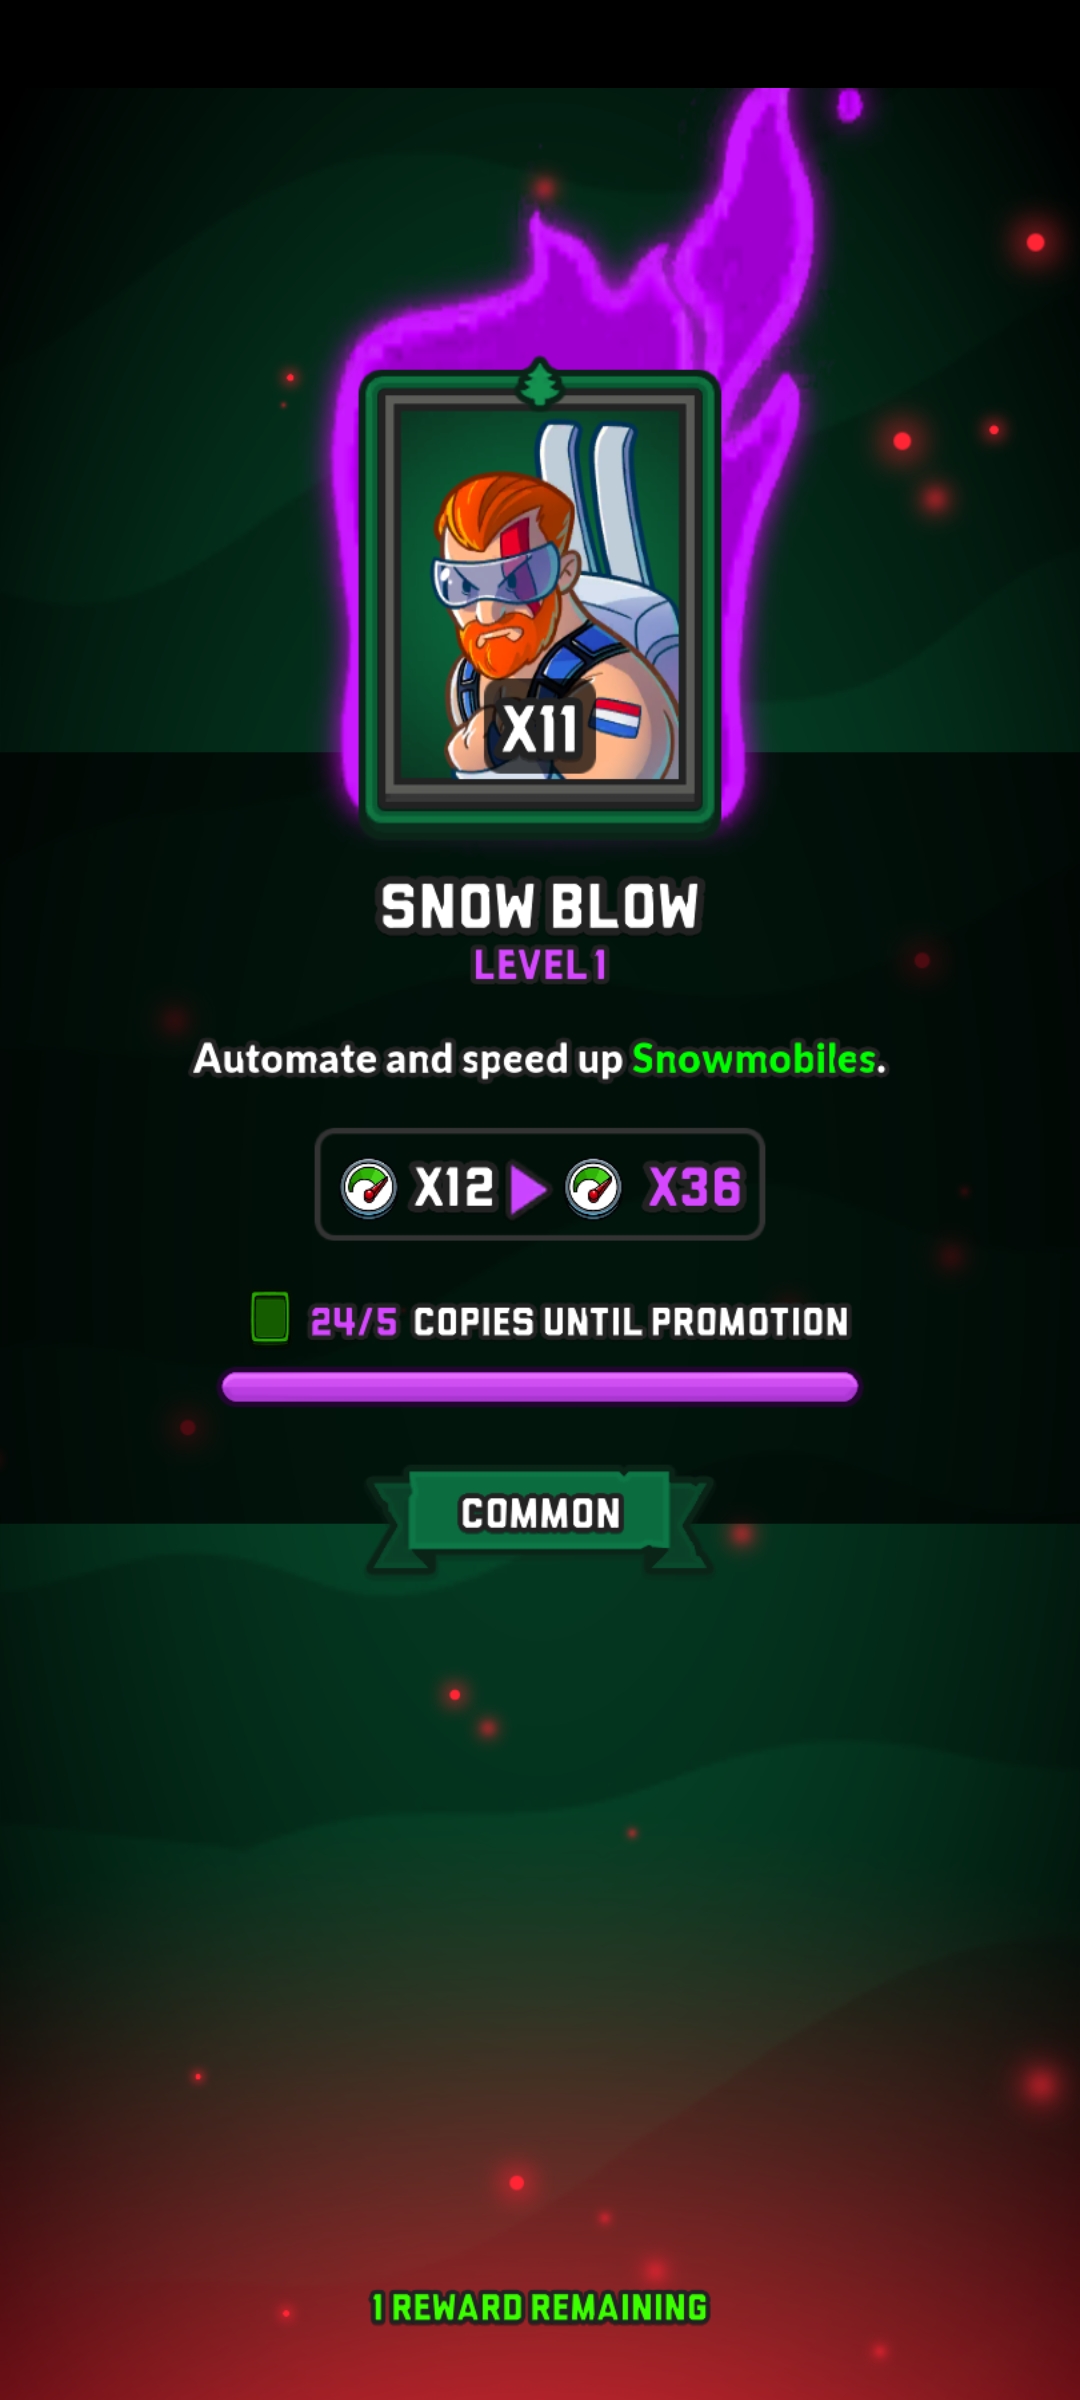 X11
SNOW BLOW
LEVEL 1
Automate and speed up Snowmobiles.
X12 X36
24/5 COPIES UNTIL PROMOTION
COMMON
1 REWARD REMAINING